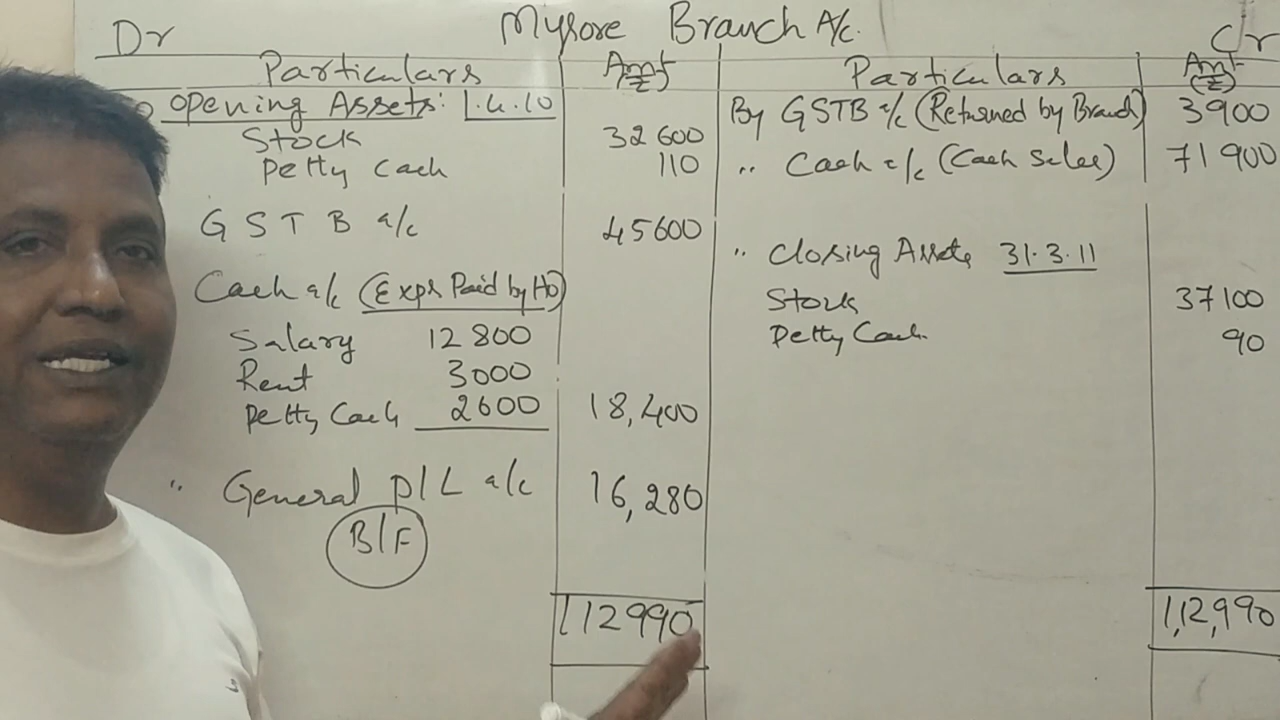 Dr Mysore Branch A/c. Cr
Particulars Amt (₹) Particulars Amt (₹)
Opening Assets: 1.4.10
Stock 32600
Petty Cash 110
G S T B a/c 45600
Cash a/c (Exps Paid by HO)
Salary 12800
Rent 3000
Petty Cash 2600 18,400
" General P/L a/c 16,280
B/F
112990
By GSTB a/c (Returned by Branch) 3900
" Cash a/c (Cash Sales) 71900
" Closing Assets 31.3.11
Stock 37100
Petty Cash 90
1,12,990